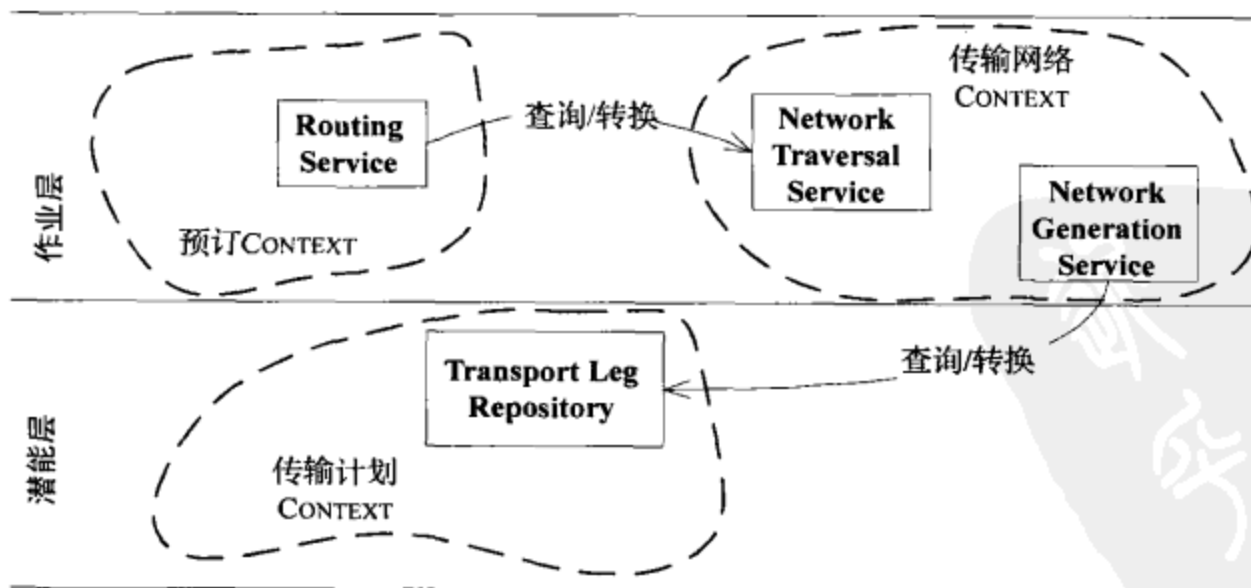 作业层
Routing
Service
预订CONTEXT
查询/转换
传输网络
CONTEXT
Network
Traversal
Service
Network
Generation
Service
潜能层
Transport Leg
Repository
传输计划
CONTEXT
查询/转换